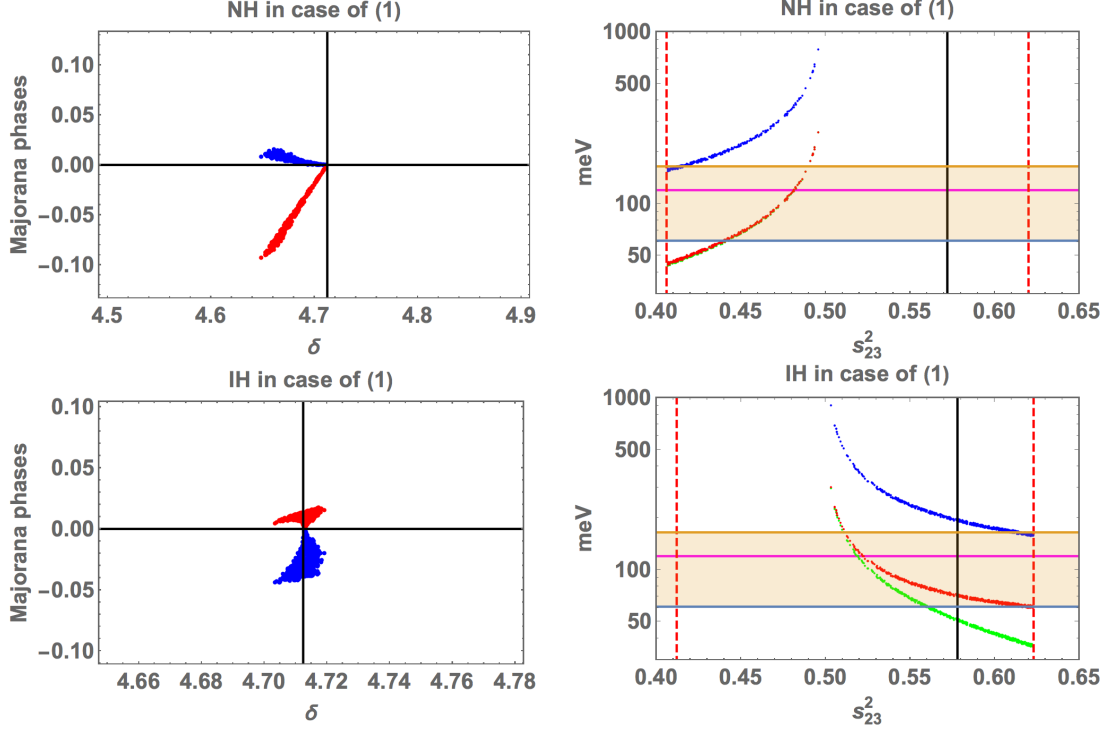 NH in case of (1)
Majorana phases
0.10
0.05
0.00
−0.05
−0.10
4.5 4.6 4.7 4.8 4.9
δ
NH in case of (1)
meV
1000
500
100
50
0.40 0.45 0.50 0.55 0.60 0.65
s²₂₃
IH in case of (1)
Majorana phases
0.10
0.05
0.00
−0.05
−0.10
4.66 4.68 4.70 4.72 4.74 4.76 4.78
δ
IH in case of (1)
meV
1000
500
100
50
0.40 0.45 0.50 0.55 0.60 0.65
s²₂₃